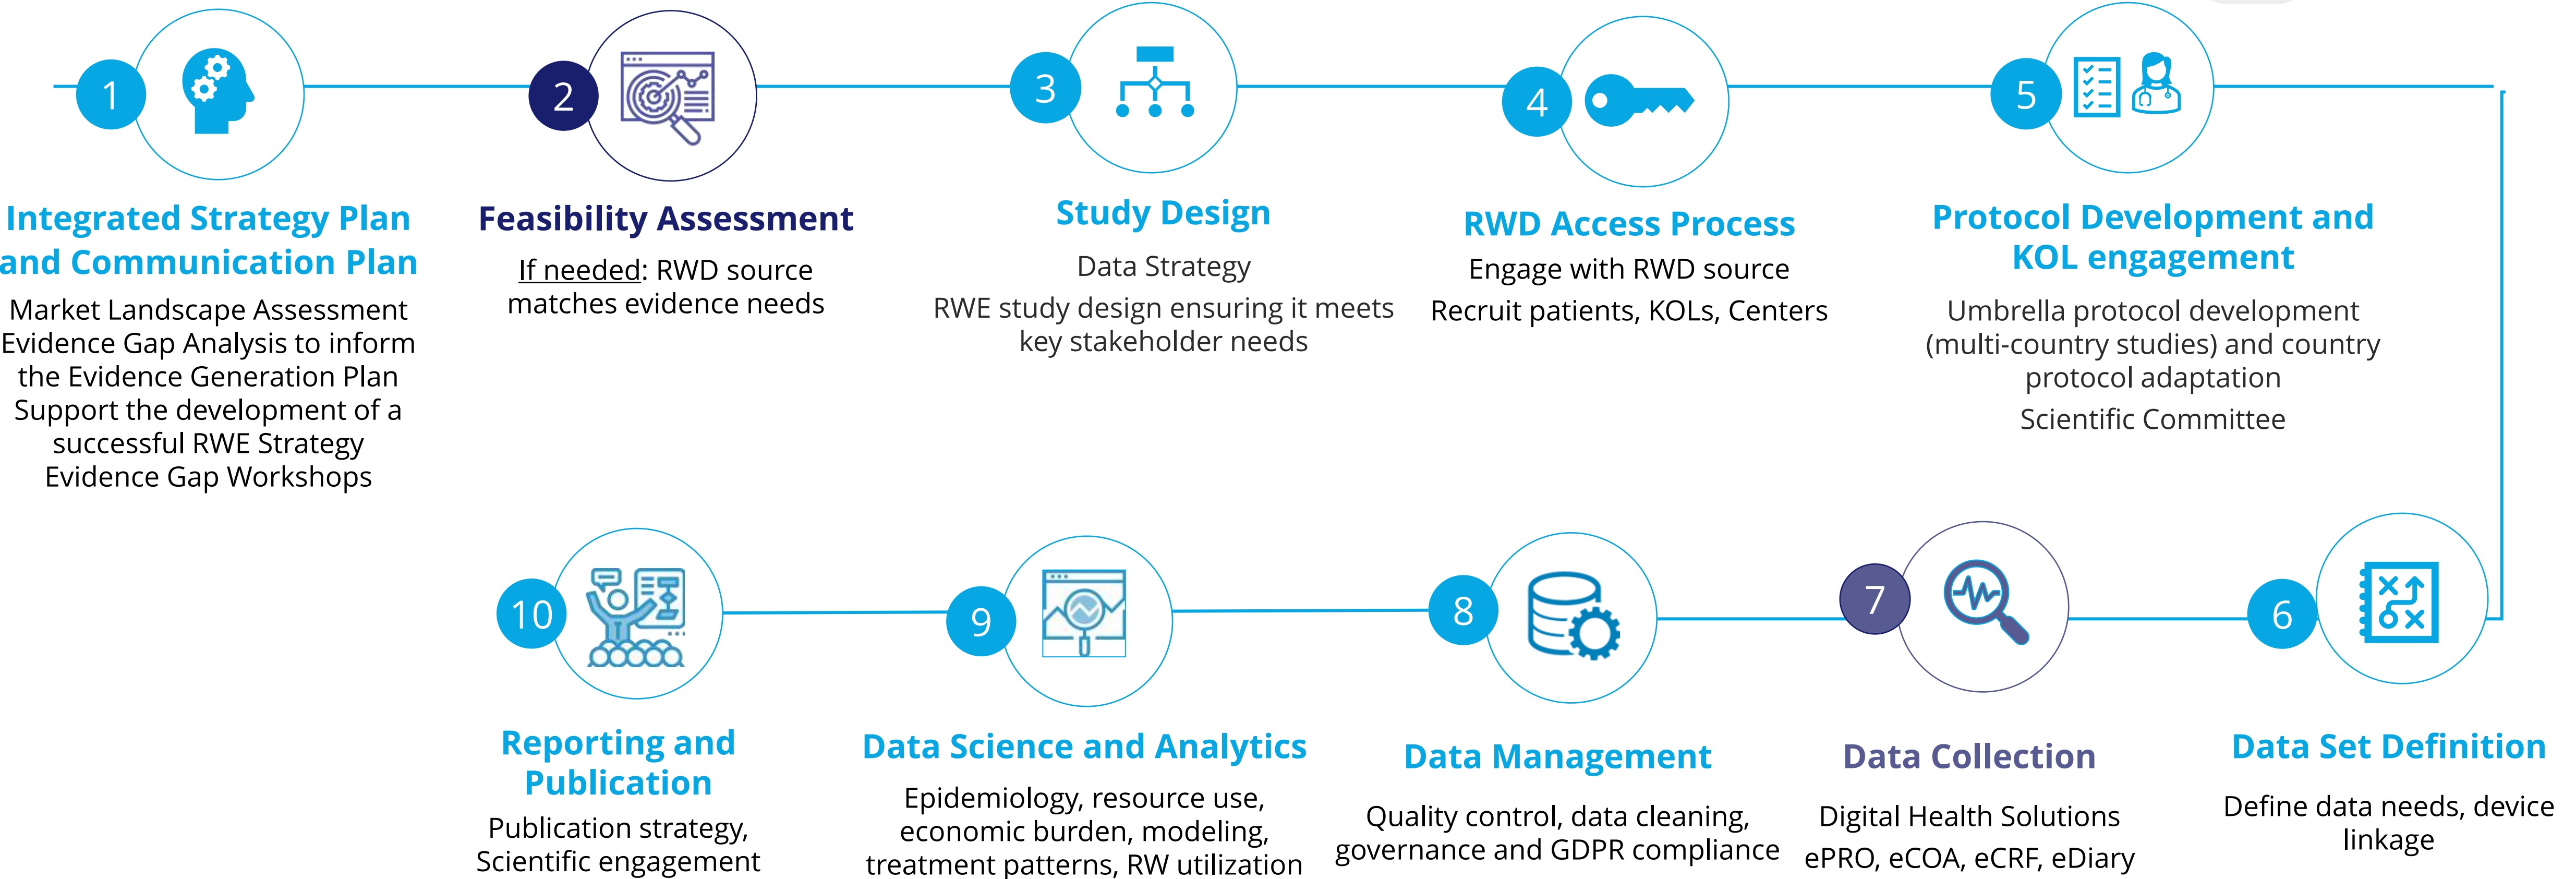 1
Integrated Strategy Plan
and Communication Plan
Market Landscape Assessment
Evidence Gap Analysis to inform
the Evidence Generation Plan
Support the development of a
successful RWE Strategy
Evidence Gap Workshops
2
Feasibility Assessment
If needed: RWD source
matches evidence needs
3
Study Design
Data Strategy
RWE study design ensuring it meets
key stakeholder needs
4
RWD Access Process
Engage with RWD source
Recruit patients, KOLs, Centers
5
Protocol Development and
KOL engagement
Umbrella protocol development
(multi-country studies) and country
protocol adaptation
Scientific Committee
6
Data Set Definition
Define data needs, device
linkage
7
Data Collection
Digital Health Solutions
ePRO, eCOA, eCRF, eDiary
8
Data Management
Quality control, data cleaning,
governance and GDPR compliance
9
Data Science and Analytics
Epidemiology, resource use,
economic burden, modeling,
treatment patterns, RW utilization
10
Reporting and
Publication
Publication strategy,
Scientific engagement